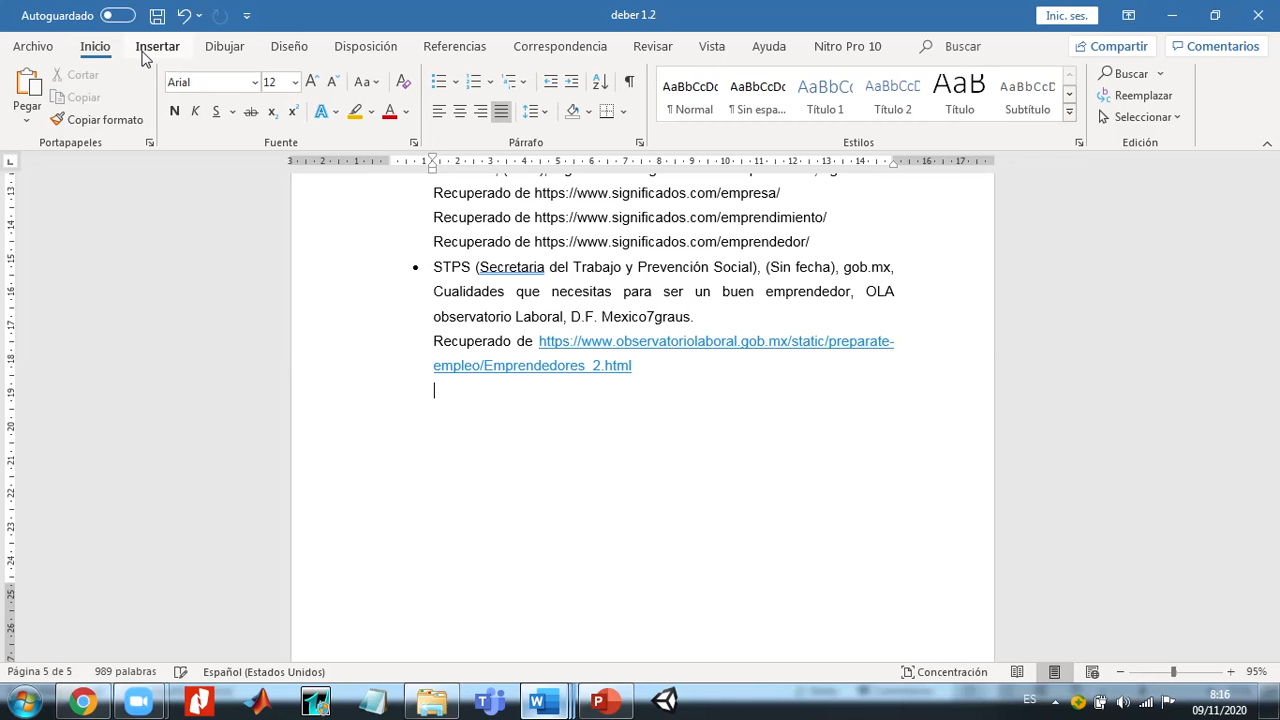 Autoguardado
deber 1.2
Inic. ses.
Archivo Inicio Insertar Dibujar Diseño Disposición Referencias Correspondencia Revisar Vista Ayuda Nitro Pro 10 Buscar Compartir Comentarios
Pegar
Cortar
Copiar
Copiar formato
Portapapeles
Arial 12
Fuente
Párrafo
AaBbCcDc AaBbCcDc AaBbCc AaBbCcD AaB AaBbCcD
¶ Normal ¶ Sin espa... Título 1 Título 2 Título Subtítulo
Estilos
Buscar
Reemplazar
Seleccionar
Edición
Recuperado de https://www.significados.com/empresa/
Recuperado de https://www.significados.com/emprendimiento/
Recuperado de https://www.significados.com/emprendedor/
• STPS (Secretaria del Trabajo y Prevención Social), (Sin fecha), gob.mx,
Cualidades que necesitas para ser un buen emprendedor, OLA
observatorio Laboral, D.F. Mexico7graus.
Recuperado de https://www.observatoriolaboral.gob.mx/static/preparate-
empleo/Emprendedores_2.html
Página 5 de 5 989 palabras Español (Estados Unidos) Concentración 95%
ES 8:16
09/11/2020